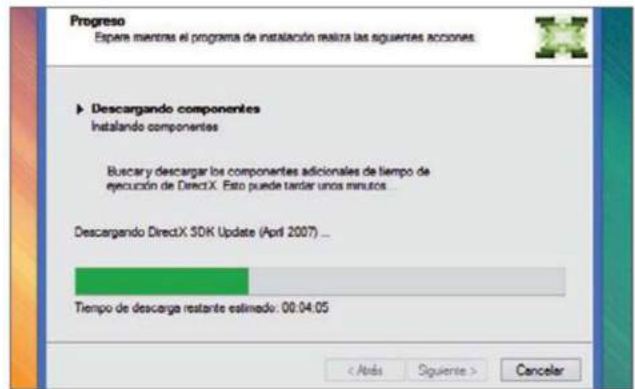 Progreso
Espere mientras el programa de instalación realiza las siguientes acciones.
Descargando componentes
Instalando componentes
Buscar y descargar los componentes adicionales de tiempo de
ejecución de DirectX. Esto puede tardar unos minutos...
Descargando DirectX SDK Update (April 2007) ...
Tiempo de descarga restante estimado: 00:04:05
< Atrás Siguiente > Cancelar